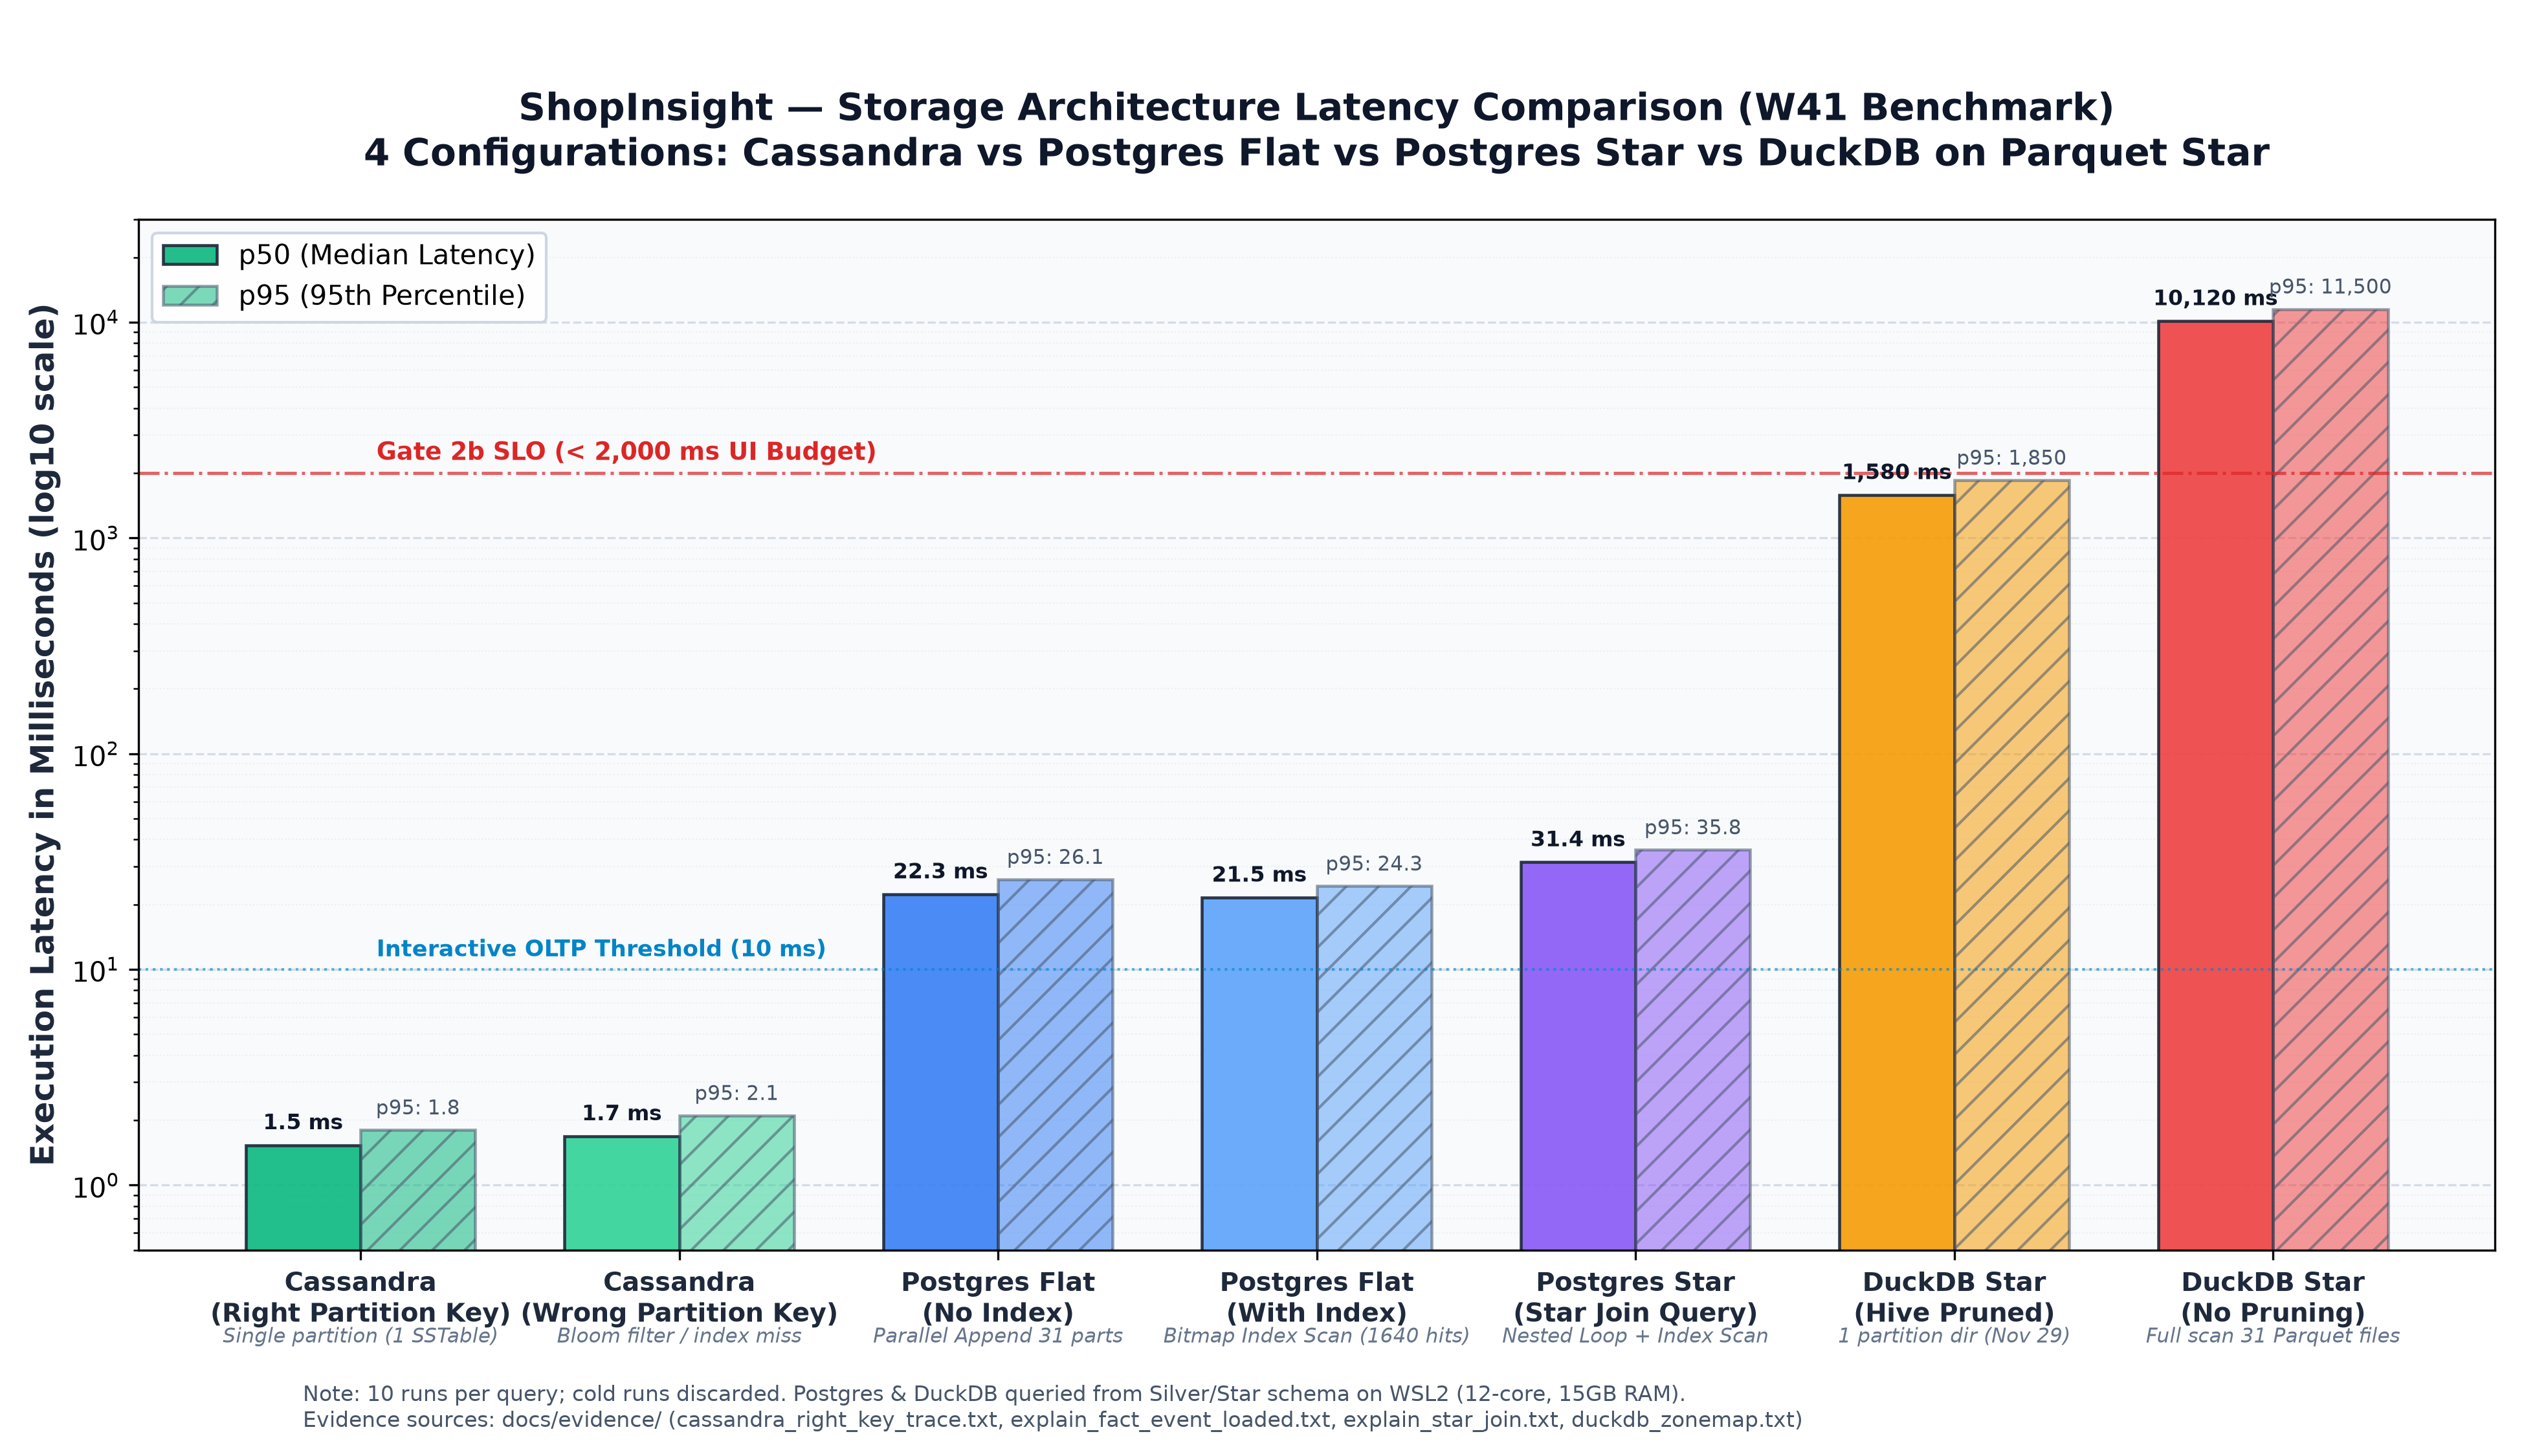 ShopInsight — Storage Architecture Latency Comparison (W41 Benchmark)
4 Configurations: Cassandra vs Postgres Flat vs Postgres Star vs DuckDB on Parquet Star
p50 (Median Latency)
p95 (95th Percentile)
Execution Latency in Milliseconds (log10 scale)
10⁴
10³
10²
10¹
10⁰
Gate 2b SLO (< 2,000 ms UI Budget)
Interactive OLTP Threshold (10 ms)
1.5 ms
p95: 1.8
1.7 ms
p95: 2.1
22.3 ms
p95: 26.1
21.5 ms
p95: 24.3
31.4 ms
p95: 35.8
1,580 ms
p95: 1,850
10,120 ms
p95: 11,500
Cassandra
(Right Partition Key)
Single partition (1 SSTable)
Cassandra
(Wrong Partition Key)
Bloom filter / index miss
Postgres Flat
(No Index)
Parallel Append 31 parts
Postgres Flat
(With Index)
Bitmap Index Scan (1640 hits)
Postgres Star
(Star Join Query)
Nested Loop + Index Scan
DuckDB Star
(Hive Pruned)
1 partition dir (Nov 29)
DuckDB Star
(No Pruning)
Full scan 31 Parquet files
Note: 10 runs per query; cold runs discarded. Postgres & DuckDB queried from Silver/Star schema on WSL2 (12-core, 15GB RAM).
Evidence sources: docs/evidence/ (cassandra_right_key_trace.txt, explain_fact_event_loaded.txt, explain_star_join.txt, duckdb_zonemap.txt)